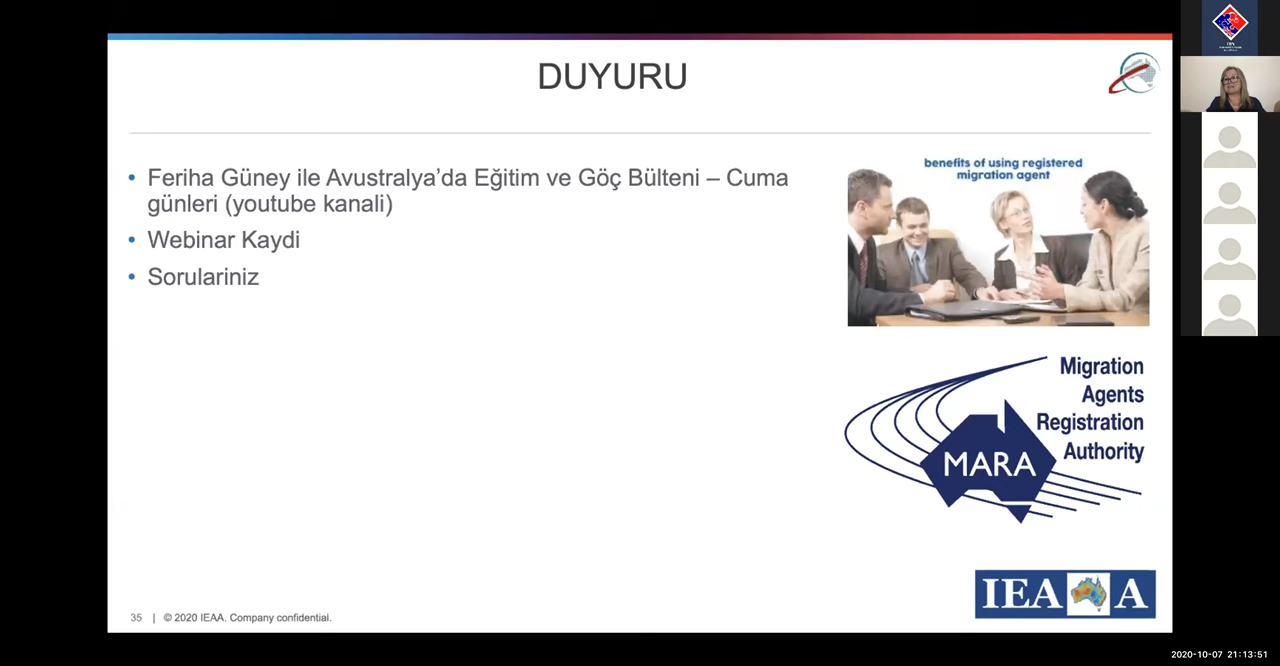 DUYURU
• Feriha Güney ile Avustralya’da Eğitim ve Göç Bülteni – Cuma
günleri (youtube kanali)
• Webinar Kaydi
• Sorulariniz
benefits of using registered
migration agent
Migration
Agents
Registration
Authority
MARA
IEAA
35 | © 2020 IEAA. Company confidential.
2020-10-07 21:13:51